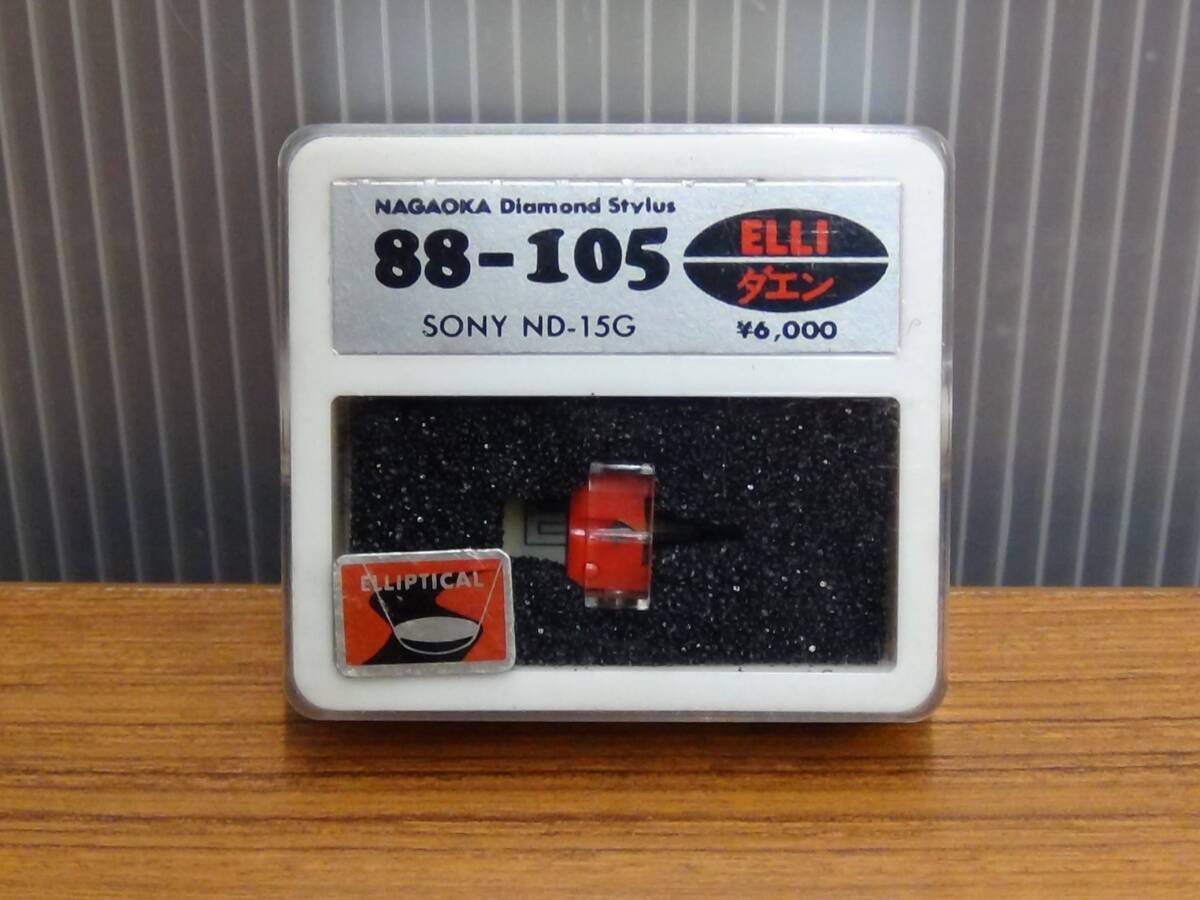 NAGAOKA Diamond Stylus
88-105
SONY ND-15G
ELLI
ダエン
¥6,000
ELLIPTICAL